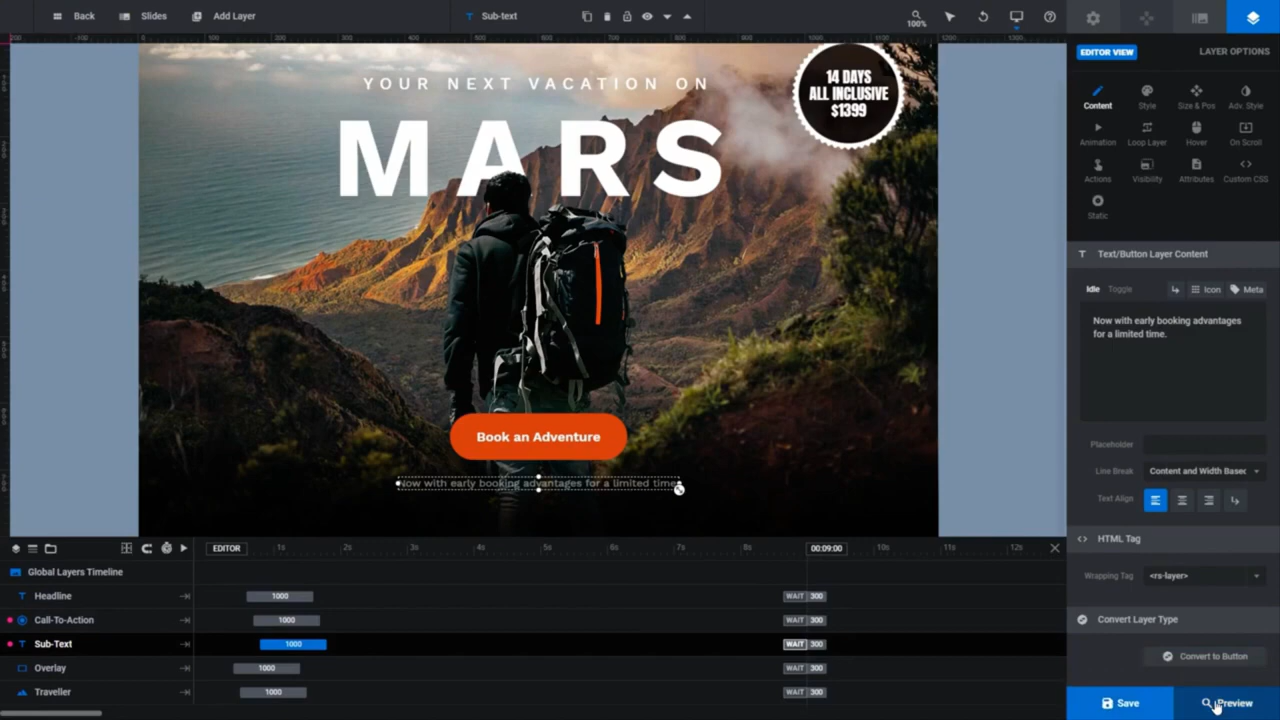 Back
Slides
Add Layer
Sub-text
100%
EDITOR VIEW
LAYER OPTIONS
YOUR NEXT VACATION ON
MARS
14 DAYS
ALL INCLUSIVE
$1399
Content
Style
Size & Pos
Adv. Style
Animation
Loop Layer
Hover
On Scroll
Actions
Visibility
Attributes
Custom CSS
Static
Text/Button Layer Content
Idle
Toggle
Icon
Meta
Now with early booking advantages
for a limited time.
Placeholder
Line Break
Content and Width Based
Text Align
Book an Adventure
Now with early booking advantages for a limited time.
HTML Tag
Wrapping Tag
<rs-layer>
Convert Layer Type
Convert to Button
Save
Preview
EDITOR
1s
2s
3s
4s
5s
6s
7s
8s
00:09:00
10s
11s
12s
Global Layers Timeline
Headline
1000
WAIT 300
Call-To-Action
1000
WAIT 300
Sub-Text
1000
WAIT 300
Overlay
1000
WAIT 300
Traveller
1000
WAIT 300